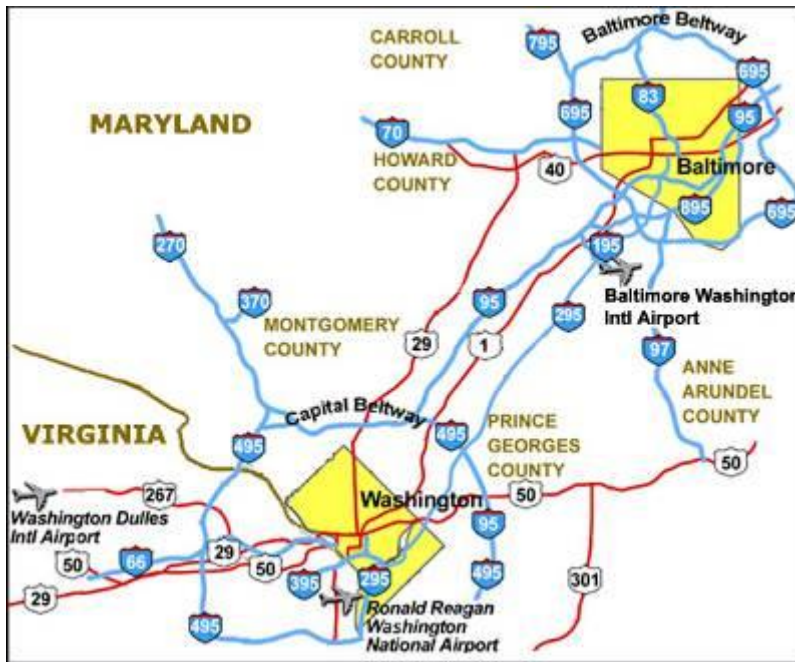 CARROLL
COUNTY
795
Baltimore Beltway
695
MARYLAND
70
695
83
95
HOWARD
COUNTY
40
Baltimore
895
695
270
195
370
95
295
Baltimore Washington
Intl Airport
MONTGOMERY
COUNTY
29
1
97
ANNE
ARUNDEL
COUNTY
Capital Beltway
VIRGINIA
495
495
PRINCE
GEORGES
COUNTY
50
267
Washington
50
Washington Dulles
Intl Airport
95
29
66
50
50
395
295
495
301
29
Ronald Reagan
Washington
National Airport
495